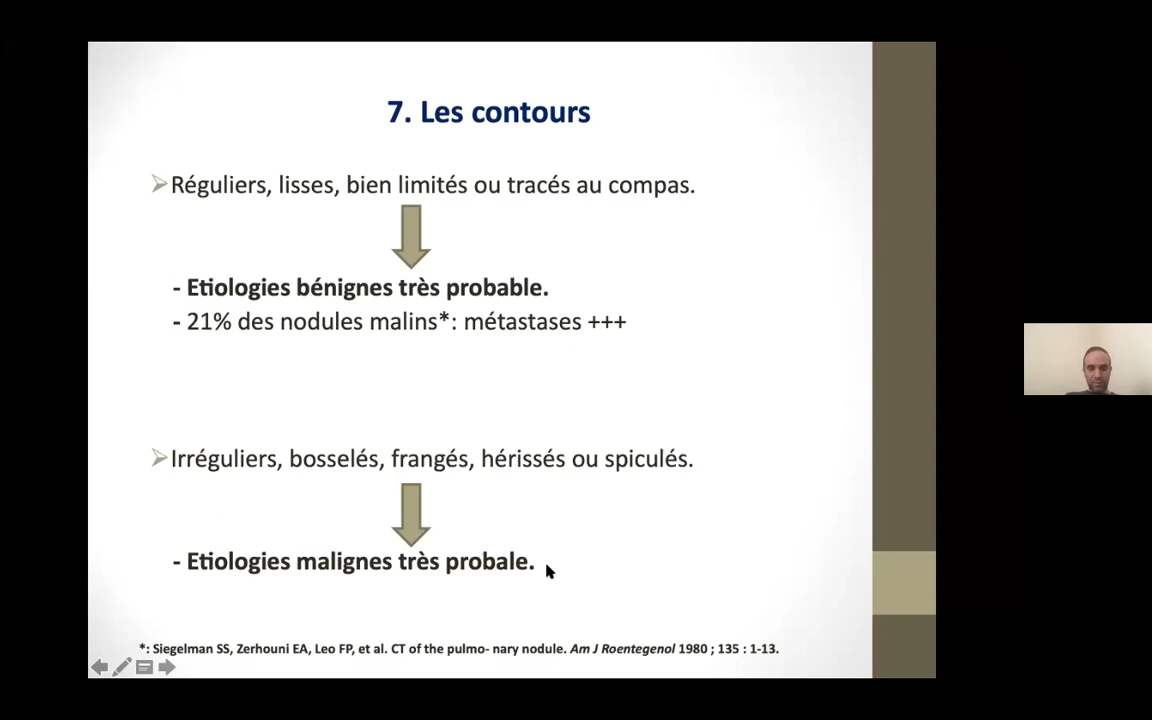 7. Les contours
Réguliers, lisses, bien limités ou tracés au compas.
- Etiologies bénignes très probable.
- 21% des nodules malins*: métastases +++
Irréguliers, bosselés, frangés, hérissés ou spiculés.
- Etiologies malignes très probale.
*: Siegelman SS, Zerhouni EA, Leo FP, et al. CT of the pulmo- nary nodule. Am J Roentegenol 1980 ; 135 : 1-13.